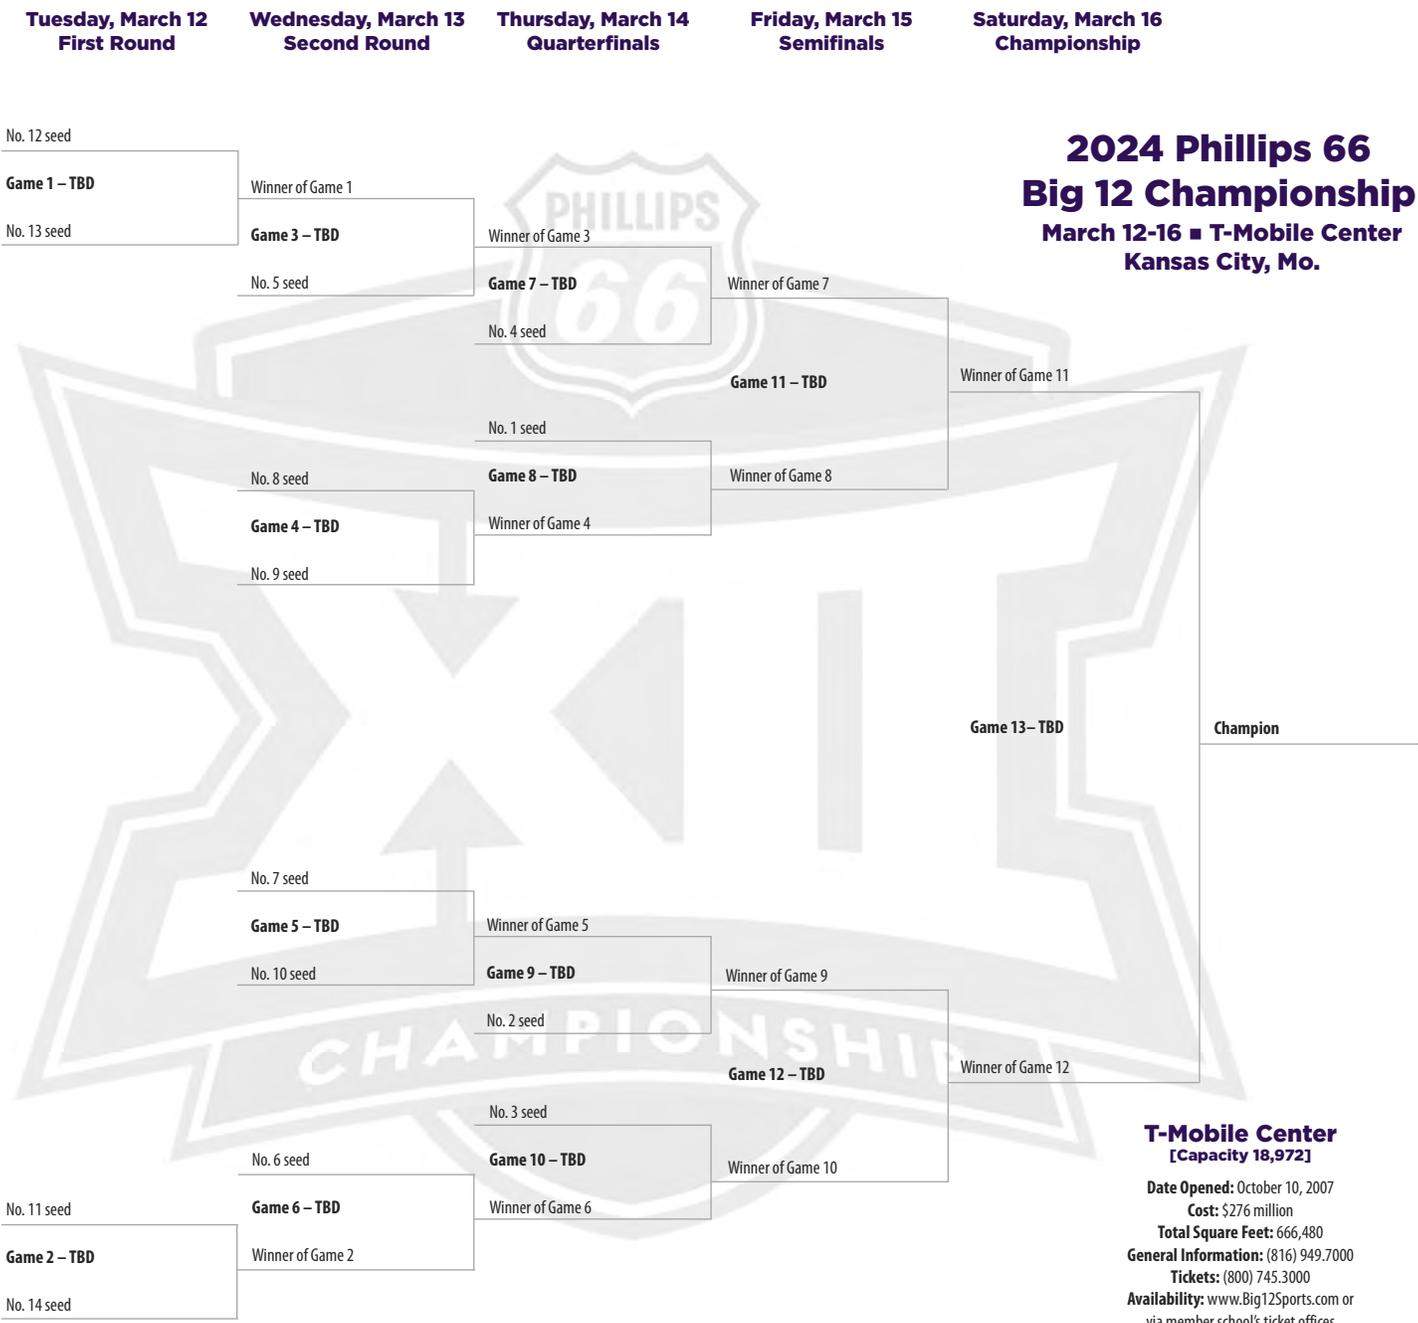 Tuesday, March 12
First Round
Wednesday, March 13
Second Round
Thursday, March 14
Quarterfinals
Friday, March 15
Semifinals
Saturday, March 16
Championship
2024 Phillips 66
Big 12 Championship
March 12-16 ■ T-Mobile Center
Kansas City, Mo.
No. 12 seed
Game 1 – TBD
No. 13 seed
Winner of Game 1
Game 3 – TBD
No. 5 seed
Winner of Game 3
Game 7 – TBD
No. 4 seed
Winner of Game 7
Game 11 – TBD
Winner of Game 11
No. 1 seed
Game 8 – TBD
Winner of Game 4
Winner of Game 8
No. 8 seed
Game 4 – TBD
No. 9 seed
Game 13– TBD
Champion
No. 7 seed
Game 5 – TBD
No. 10 seed
Winner of Game 5
Game 9 – TBD
No. 2 seed
Winner of Game 9
Game 12 – TBD
Winner of Game 12
No. 3 seed
Game 10 – TBD
Winner of Game 6
Winner of Game 10
No. 6 seed
Game 6 – TBD
Winner of Game 2
No. 11 seed
Game 2 – TBD
No. 14 seed
PHILLIPS
66
XII
CHAMPIONSHIP
T-Mobile Center
[Capacity 18,972]
Date Opened: October 10, 2007
Cost: $276 million
Total Square Feet: 666,480
General Information: (816) 949.7000
Tickets: (800) 745.3000
Availability: www.Big12Sports.com or
via member school's ticket offices